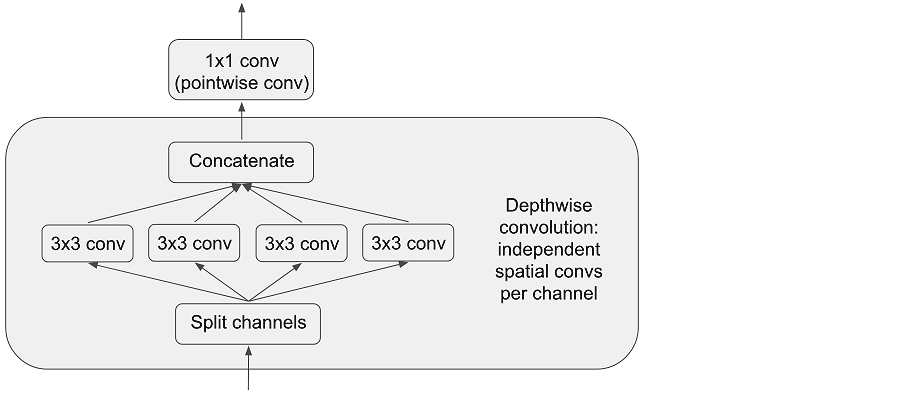 1x1 conv
(pointwise conv)
Concatenate
3x3 conv
3x3 conv
3x3 conv
3x3 conv
Depthwise
convolution:
independent
spatial convs
per channel
Split channels